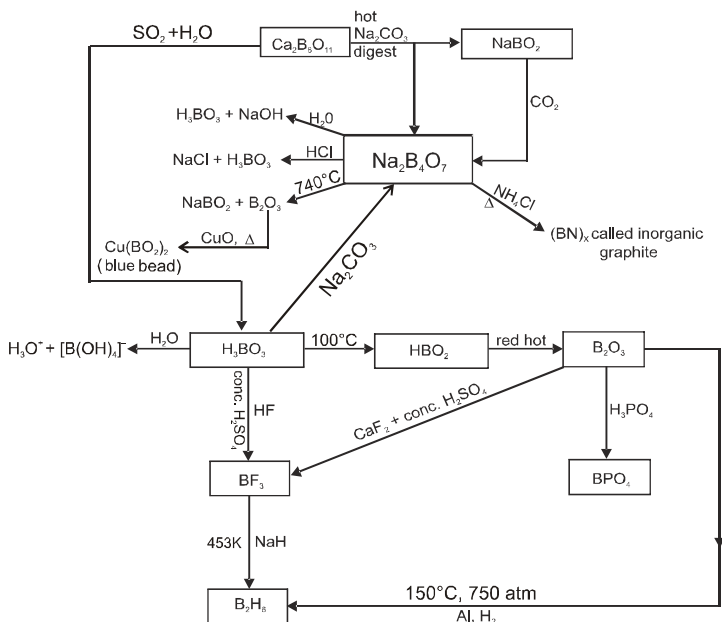 SO₂ +H₂O
Ca₂B₆O₁₁
hot
Na₂CO₃
digest
NaBO₂
CO₂
H₃BO₃ + NaOH
H₂0
NaCl + H₃BO₃
HCl
Na₂B₄O₇
740°C
NaBO₂ + B₂O₃
NH₄Cl
Δ
(BN)ₓ called inorganic
graphite
Cu(BO₂)₂
(blue bead)
CuO, Δ
Na₂CO₃
H₃O⁺ + [B(OH)₄]⁻
H₂O
H₃BO₃
100°C
HBO₂
red hot
B₂O₃
conc. H₂SO₄
HF
CaF₂ + conc. H₂SO₄
H₃PO₄
BF₃
BPO₄
453K
NaH
150°C, 750 atm
B₂H₆
Al, H₂